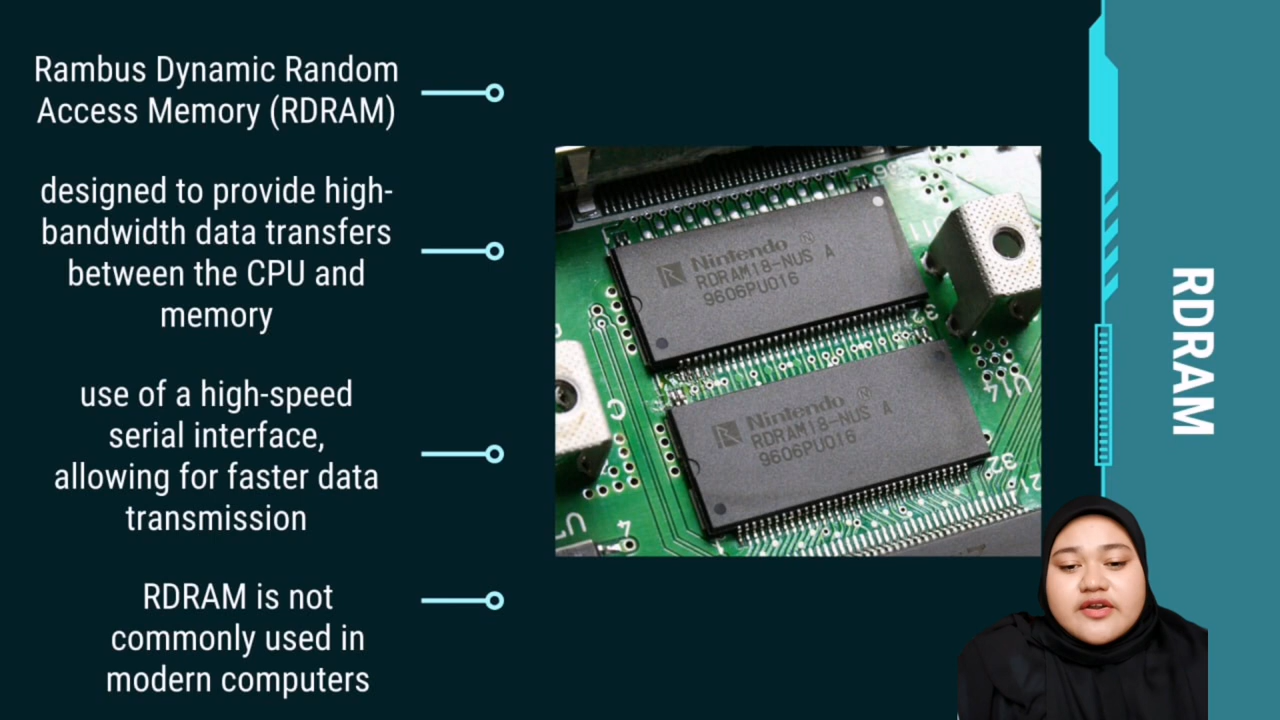 Rambus Dynamic Random
Access Memory (RDRAM)
designed to provide high-
bandwidth data transfers
between the CPU and
memory
use of a high-speed
serial interface,
allowing for faster data
transmission
RDRAM is not
commonly used in
modern computers
Nintendo ®
RDRAM18-NUS A
9606PU016
Nintendo ®
RDRAM18-NUS A
9606PU016
C
4
RDRAM